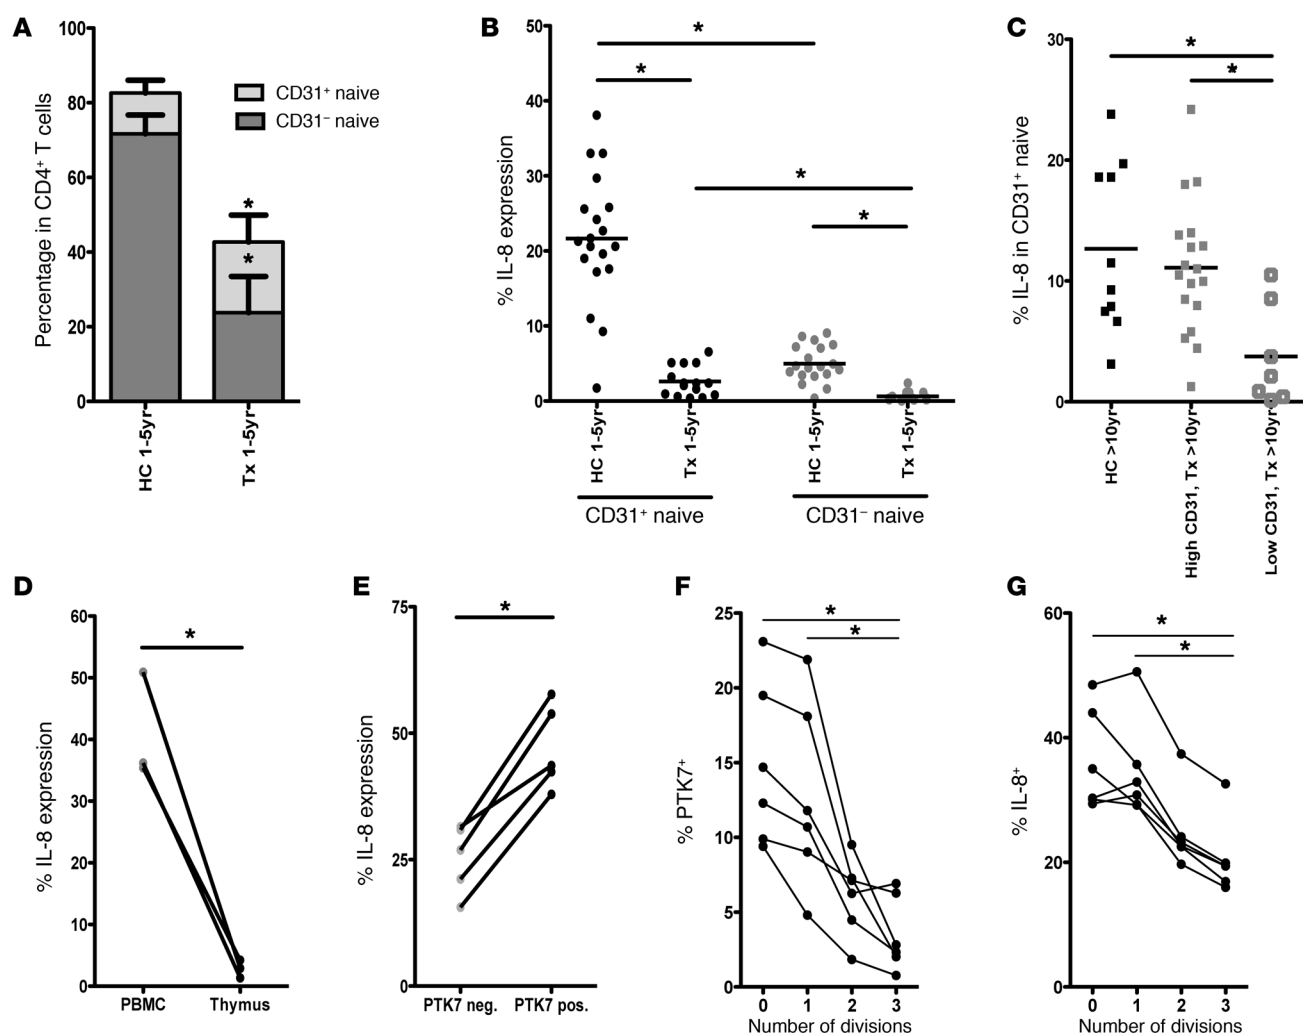 A
Percentage in CD4+ T cells
100
80
60
40
20
0
CD31+ naive
CD31− naive
*
*
HC 1-5yr
Tx 1-5yr
B
% IL-8 expression
50
40
30
20
10
0
*
*
*
*
HC 1-5yr
Tx 1-5yr
HC 1-5yr
Tx 1-5yr
CD31+ naive
CD31− naive
C
% IL-8 in CD31+ naive
30
20
10
0
*
*
HC >10yr
High CD31, Tx >10yr
Low CD31, Tx >10yr
D
% IL-8 expression
60
50
40
30
20
10
0
*
PBMC
Thymus
E
% IL-8 expression
75
50
25
0
*
PTK7 neg.
PTK7 pos.
F
% PTK7+
25
20
15
10
5
0
*
*
0 1 2 3
Number of divisions
G
% IL-8+
60
40
20
0
*
*
0 1 2 3
Number of divisions